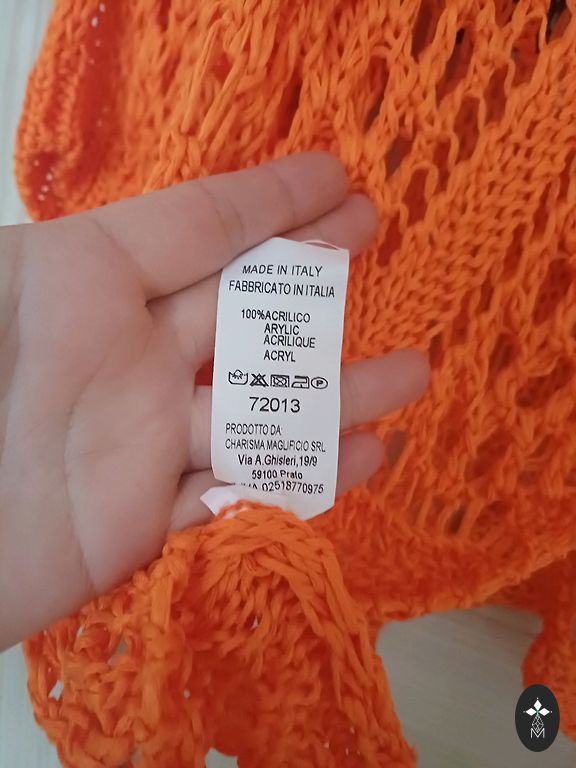 MADE IN ITALY
FABBRICATO IN ITALIA
100%ACRILICO
ARYLIC
ACRILIQUE
ACRYL
72013
PRODOTTO DA:
CHARISMA MAGLIFICIO SRL
Via A.Ghisleri,19/9
59100 Prato
02518770975